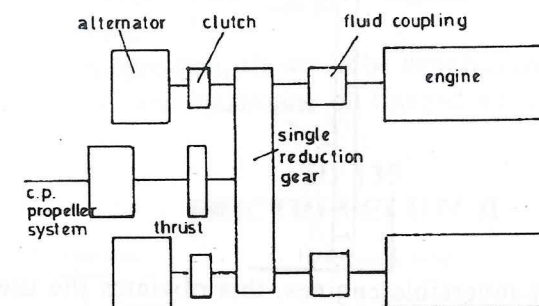 alternator
clutch
fluid coupling
engine
single
reduction
gear
c.p.
propeller
system
thrust